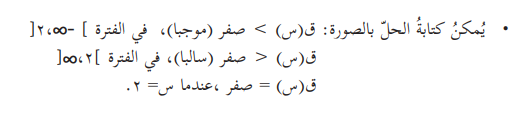 • يُمكنُ كتابةُ الحلّ بالصورة: ق(س) > صفر (موجبا)، في الفترة ] -∞،٢[
ق(س) < صفر (سالبا)، في الفترة ]٢،∞[
ق(س) = صفر ،عندما س= ٢.